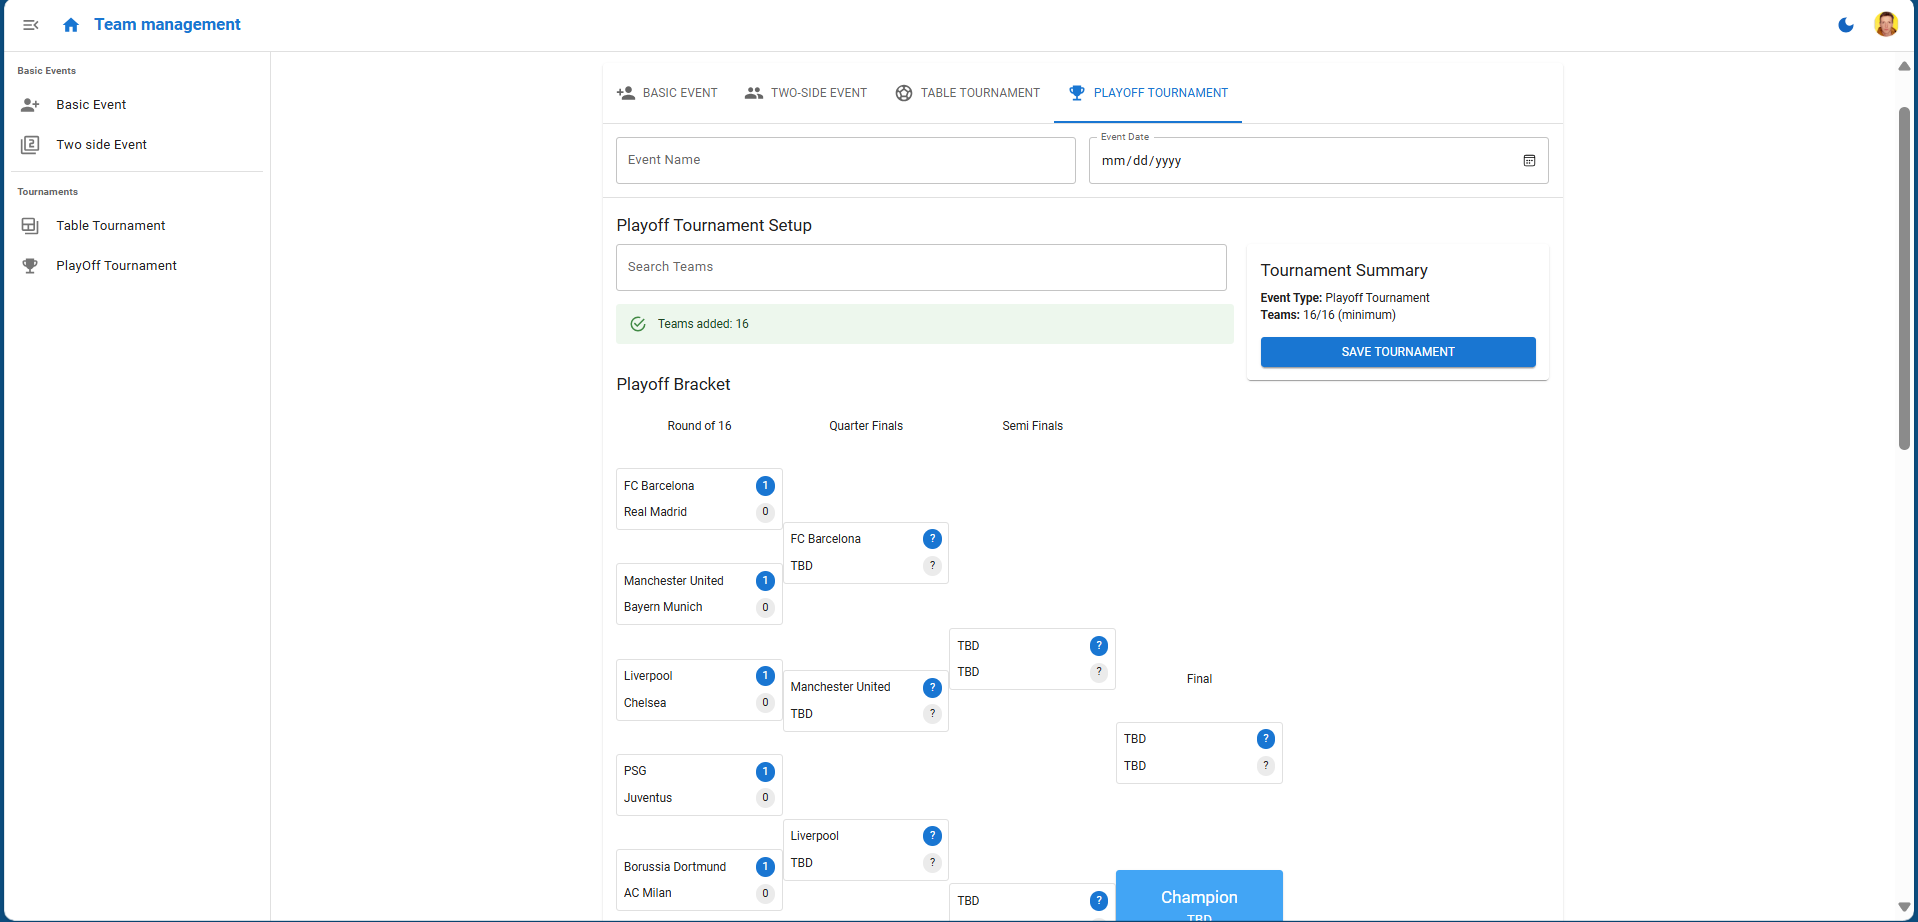 Team management
Basic Events
Basic Event
Two side Event
Tournaments
Table Tournament
PlayOff Tournament
BASIC EVENT
TWO-SIDE EVENT
TABLE TOURNAMENT
PLAYOFF TOURNAMENT
Event Name
Event Date
mm/dd/yyyy
Playoff Tournament Setup
Search Teams
Teams added: 16
Tournament Summary
Event Type: Playoff Tournament
Teams: 16/16 (minimum)
SAVE TOURNAMENT
Playoff Bracket
Round of 16
Quarter Finals
Semi Finals
FC Barcelona 1
Real Madrid 0
Manchester United 1
Bayern Munich 0
Liverpool 1
Chelsea 0
PSG 1
Juventus 0
Borussia Dortmund 1
AC Milan 0
FC Barcelona ?
TBD ?
Manchester United ?
TBD ?
Liverpool ?
TBD ?
TBD ?
TBD ?
TBD ?
Final
TBD ?
TBD ?
Champion
TBD